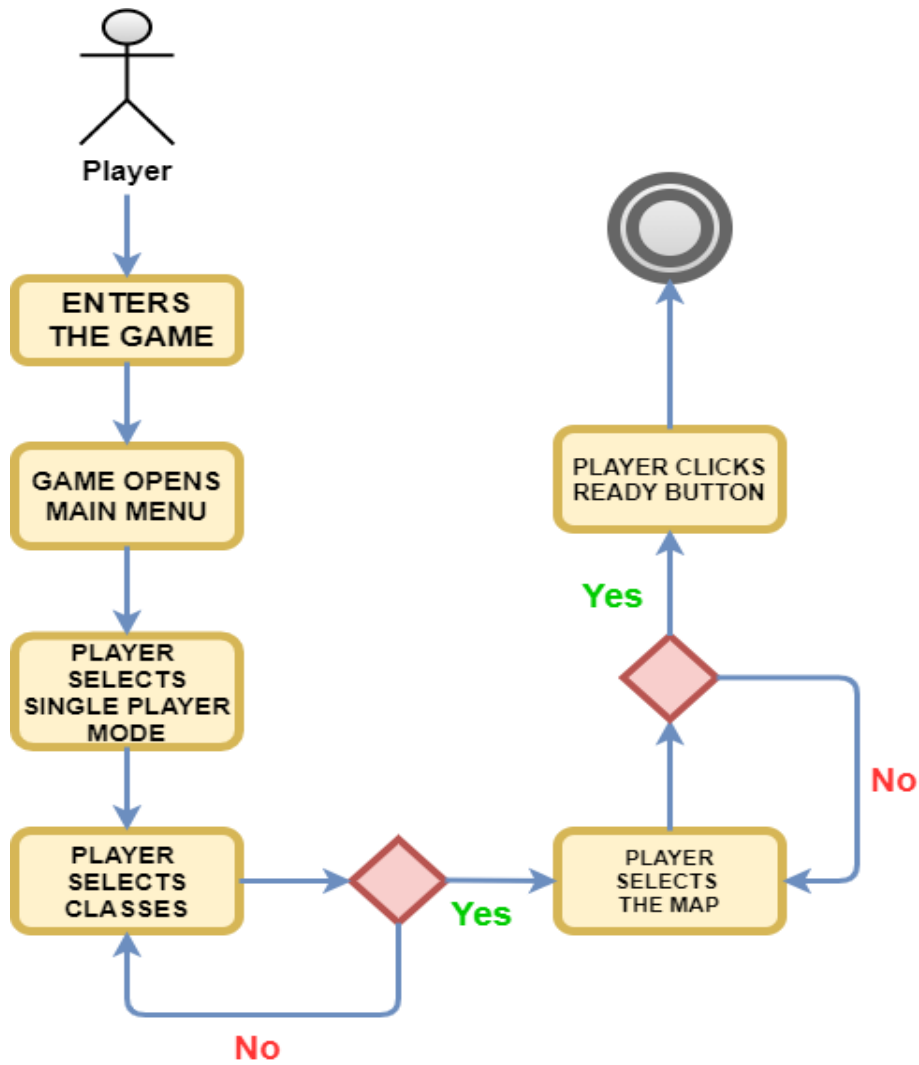 Player
ENTERS
THE GAME
GAME OPENS
MAIN MENU
PLAYER
SELECTS
SINGLE PLAYER
MODE
PLAYER
SELECTS
CLASSES
No
Yes
PLAYER
SELECTS
THE MAP
No
Yes
PLAYER CLICKS
READY BUTTON